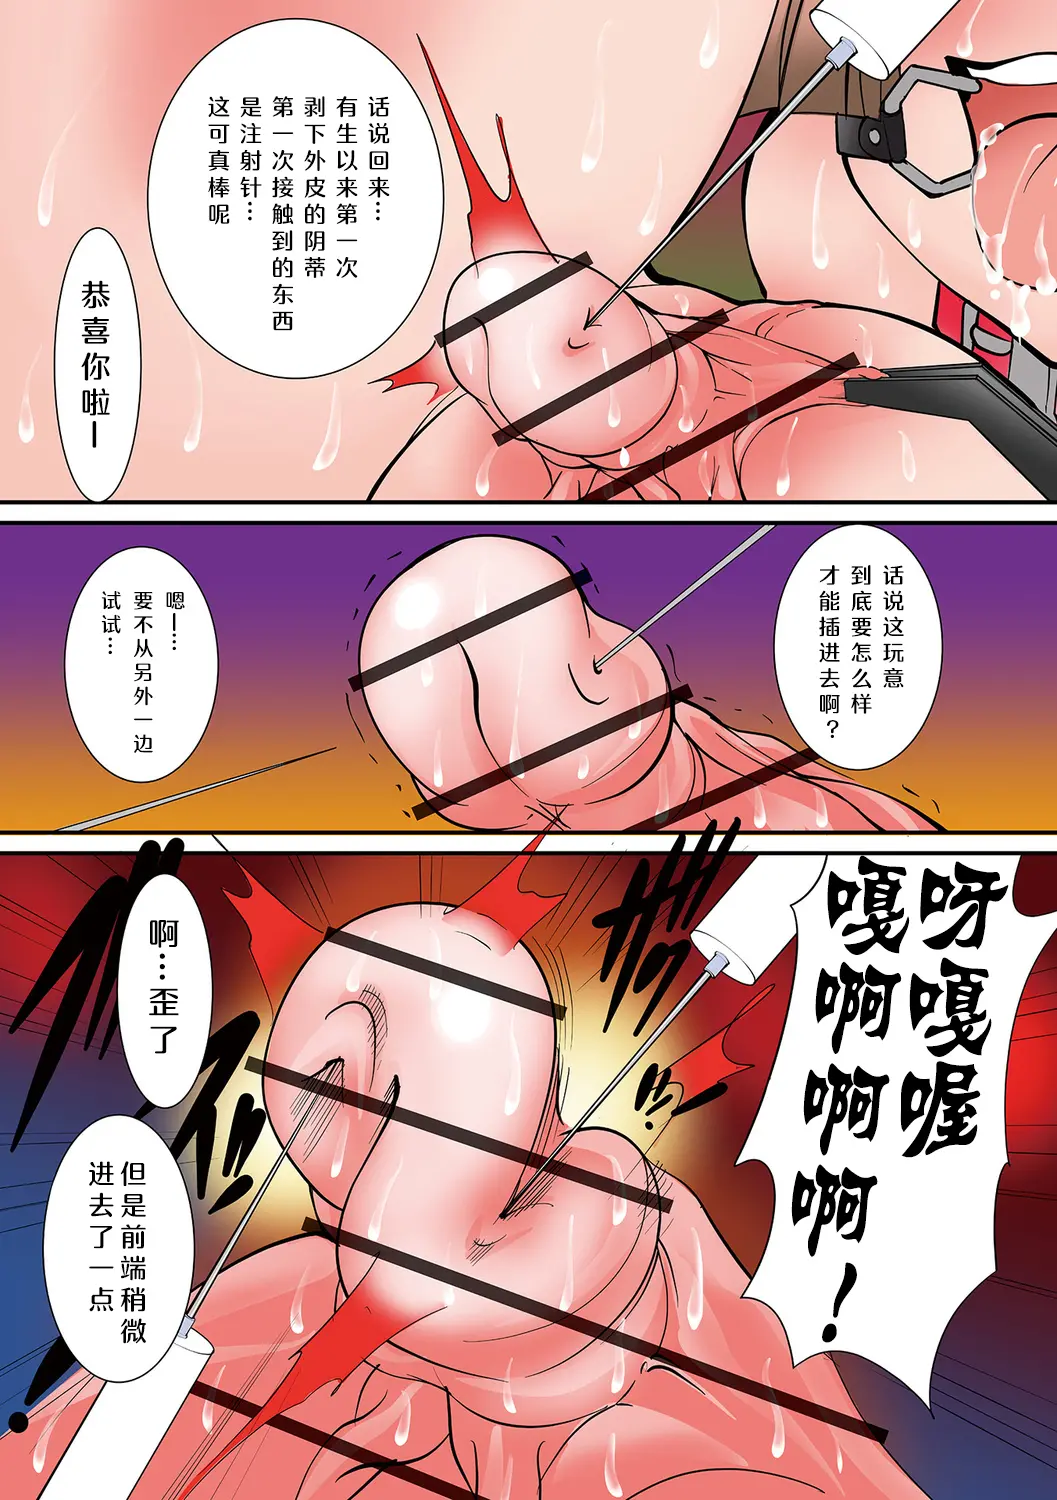 话说回来…
有生以来第一次
剥下外皮的阴蒂
第一次接触到的东西
是注射针…
这可真棒呢
恭喜你啦ー
话说这玩意
到底要怎么样
才能插进去啊？
嗯ー…
要不从另外一边
试试…
呀嘎喔
嘎啊啊啊！
啊…歪了
但是前端稍微
进去了一点